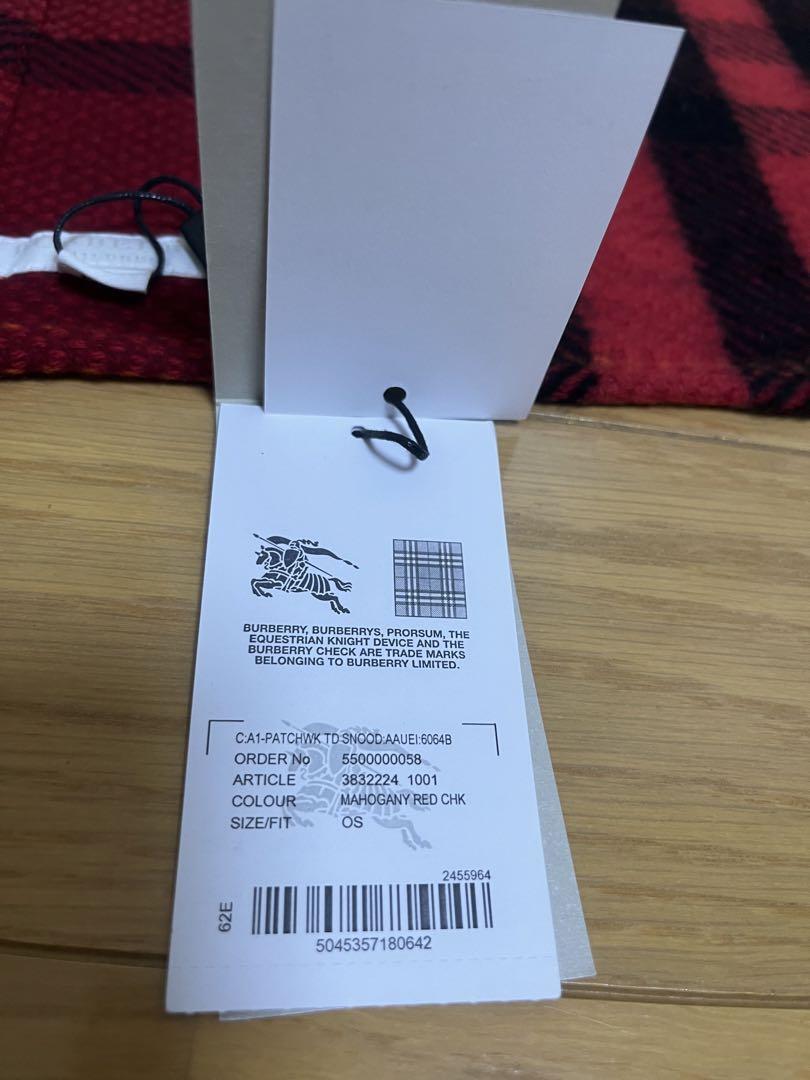 BURBERRY, BURBERRYS, PRORSUM, THE
EQUESTRIAN KNIGHT DEVICE AND THE
BURBERRY CHECK ARE TRADE MARKS
BELONGING TO BURBERRY LIMITED.
C:A1-PATCHWK TD SNOOD:AAUEI:6064B
ORDER No 5500000058
ARTICLE 3832224 1001
COLOUR MAHOGANY RED CHK
SIZE/FIT OS
2455964
62E
5045357180642